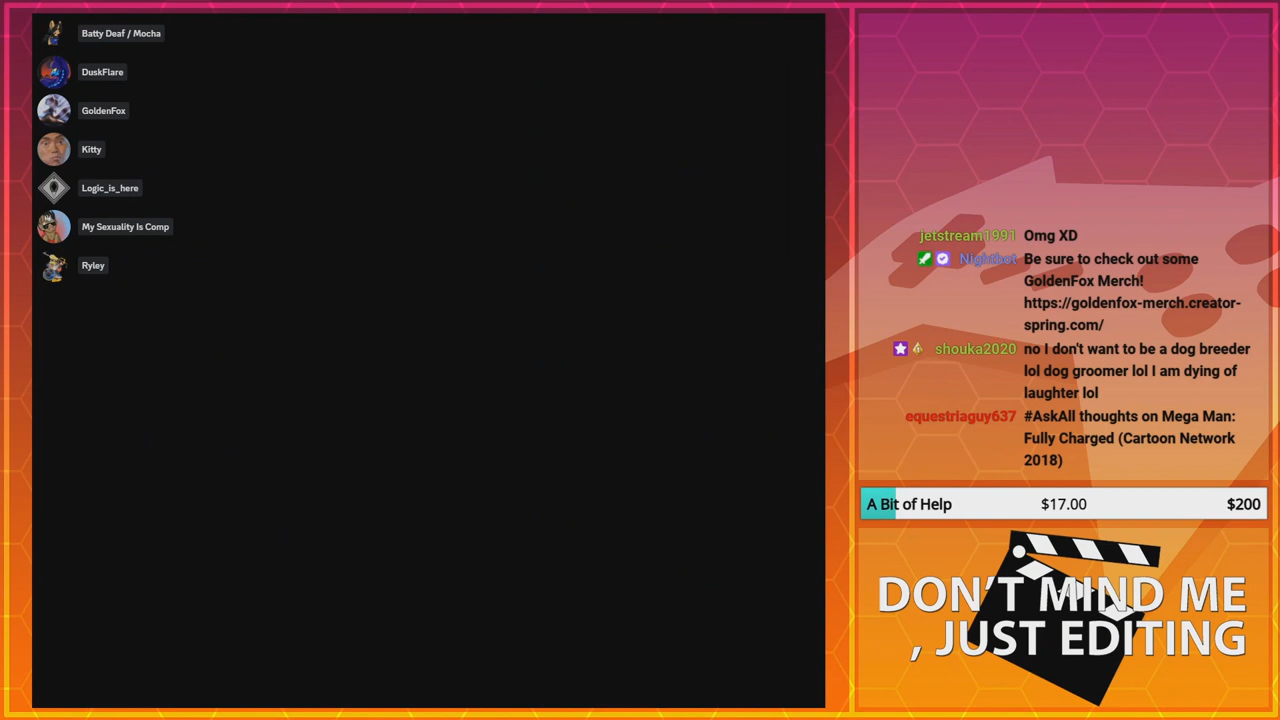 Batty Deaf / Mocha
DuskFlare
GoldenFox
Kitty
Logic_is_here
My Sexuality Is Comp
Ryley
jetstream1991 Omg XD
Nightbot Be sure to check out some
GoldenFox Merch!
https://goldenfox-merch.creator-
spring.com/
shouka2020 no I don't want to be a dog breeder
lol dog groomer lol I am dying of
laughter lol
equestriaguy637 #AskAll thoughts on Mega Man:
Fully Charged (Cartoon Network
2018)
A Bit of Help $17.00 $200
DON'T MIND ME
, JUST EDITING